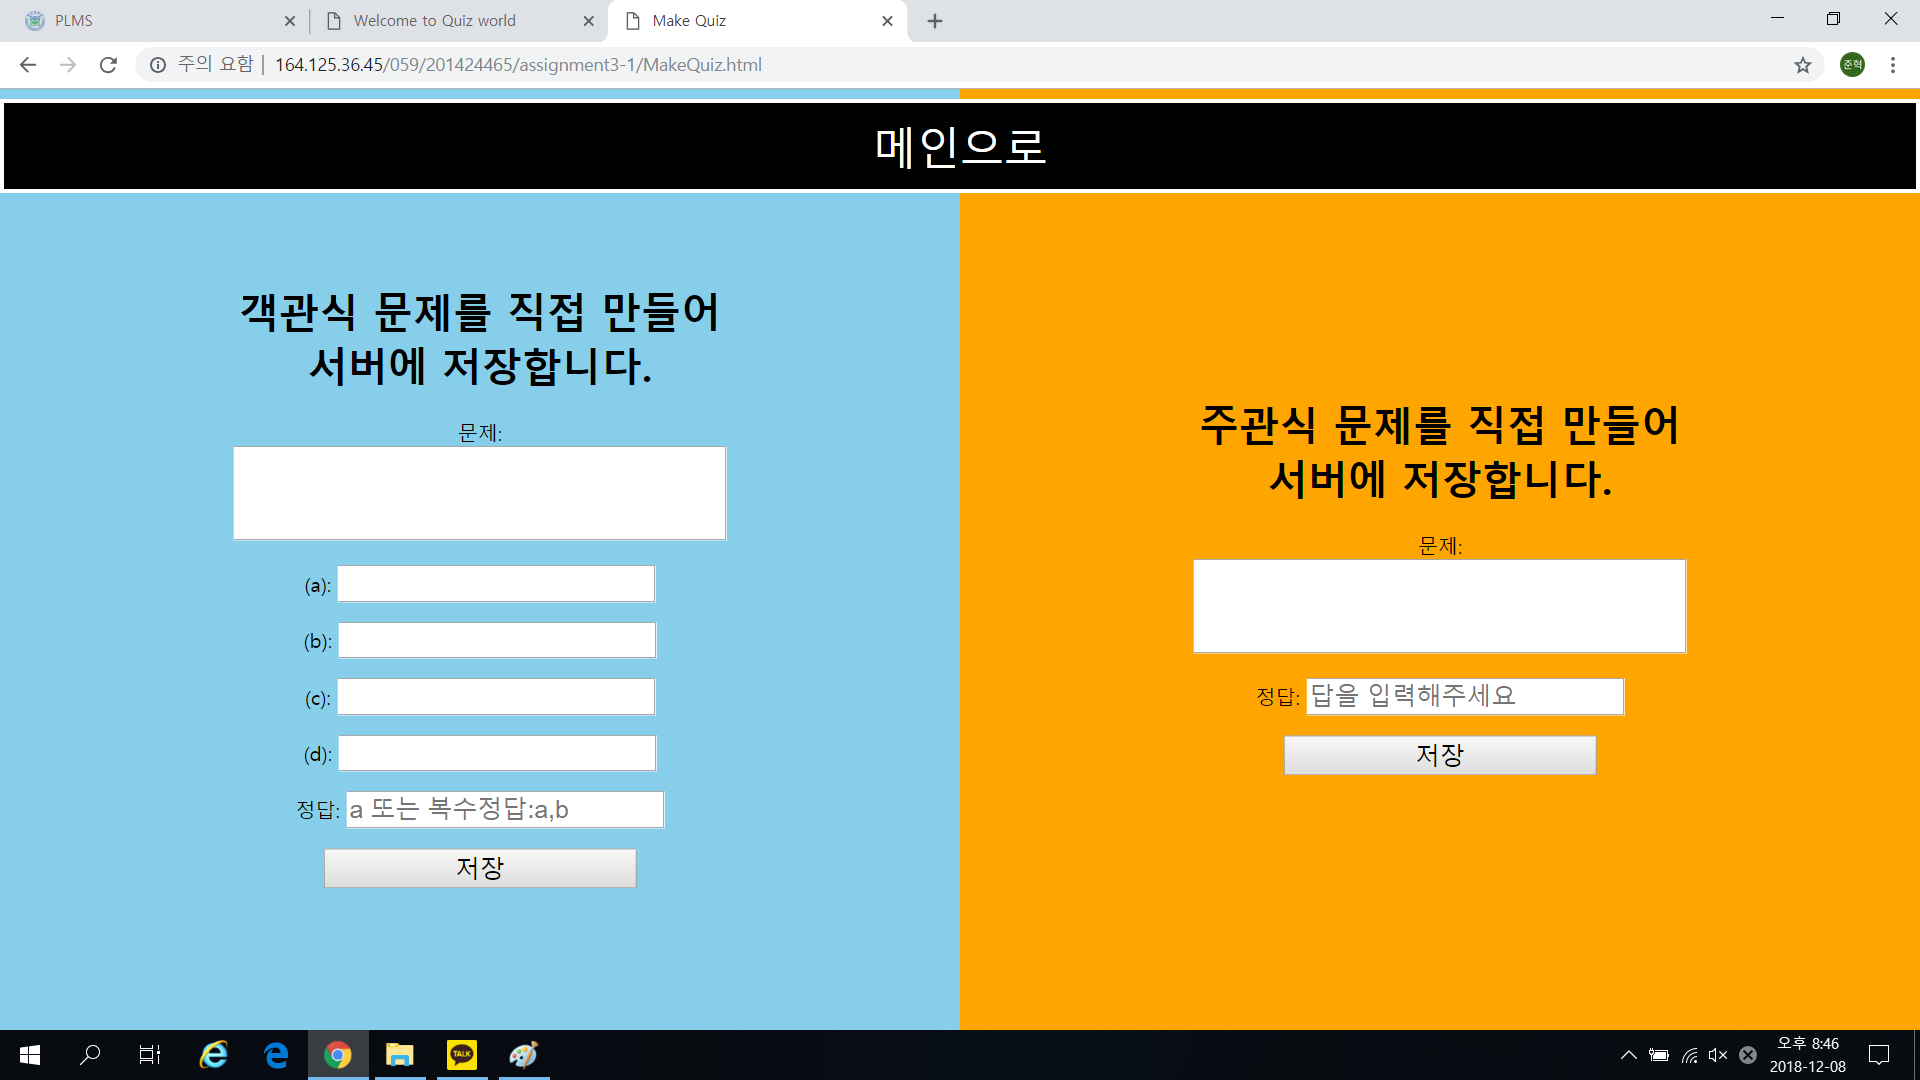 PLMS
Welcome to Quiz world
Make Quiz
주의 요함 | 164.125.36.45/059/201424465/assignment3-1/MakeQuiz.html
준혁
메인으로
객관식 문제를 직접 만들어
서버에 저장합니다.
문제:
(a):
(b):
(c):
(d):
정답: a 또는 복수정답:a,b
저장
주관식 문제를 직접 만들어
서버에 저장합니다.
문제:
정답: 답을 입력해주세요
저장
TALK
오후 8:46
2018-12-08